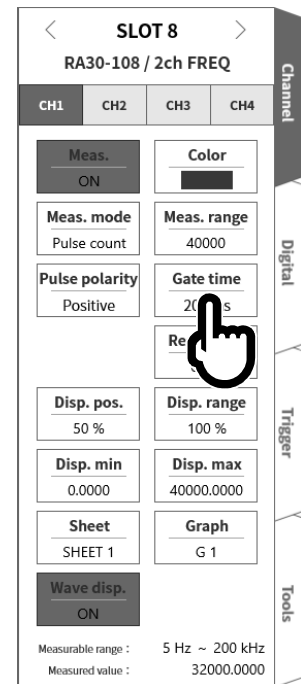 SLOT 8
RA30-108 / 2ch FREQ
CH1 CH2 CH3 CH4
Meas. Color
ON
Meas. mode Meas. range
Pulse count 40000
Pulse polarity Gate time
Positive
Disp. pos. Disp. range
50 % 100 %
Disp. min Disp. max
0.0000 40000.0000
Sheet Graph
SHEET 1 G 1
Wave disp.
ON
Measurable range : 5 Hz ~ 200 kHz
Measured value : 32000.0000
Channel
Digital
Trigger
Tools